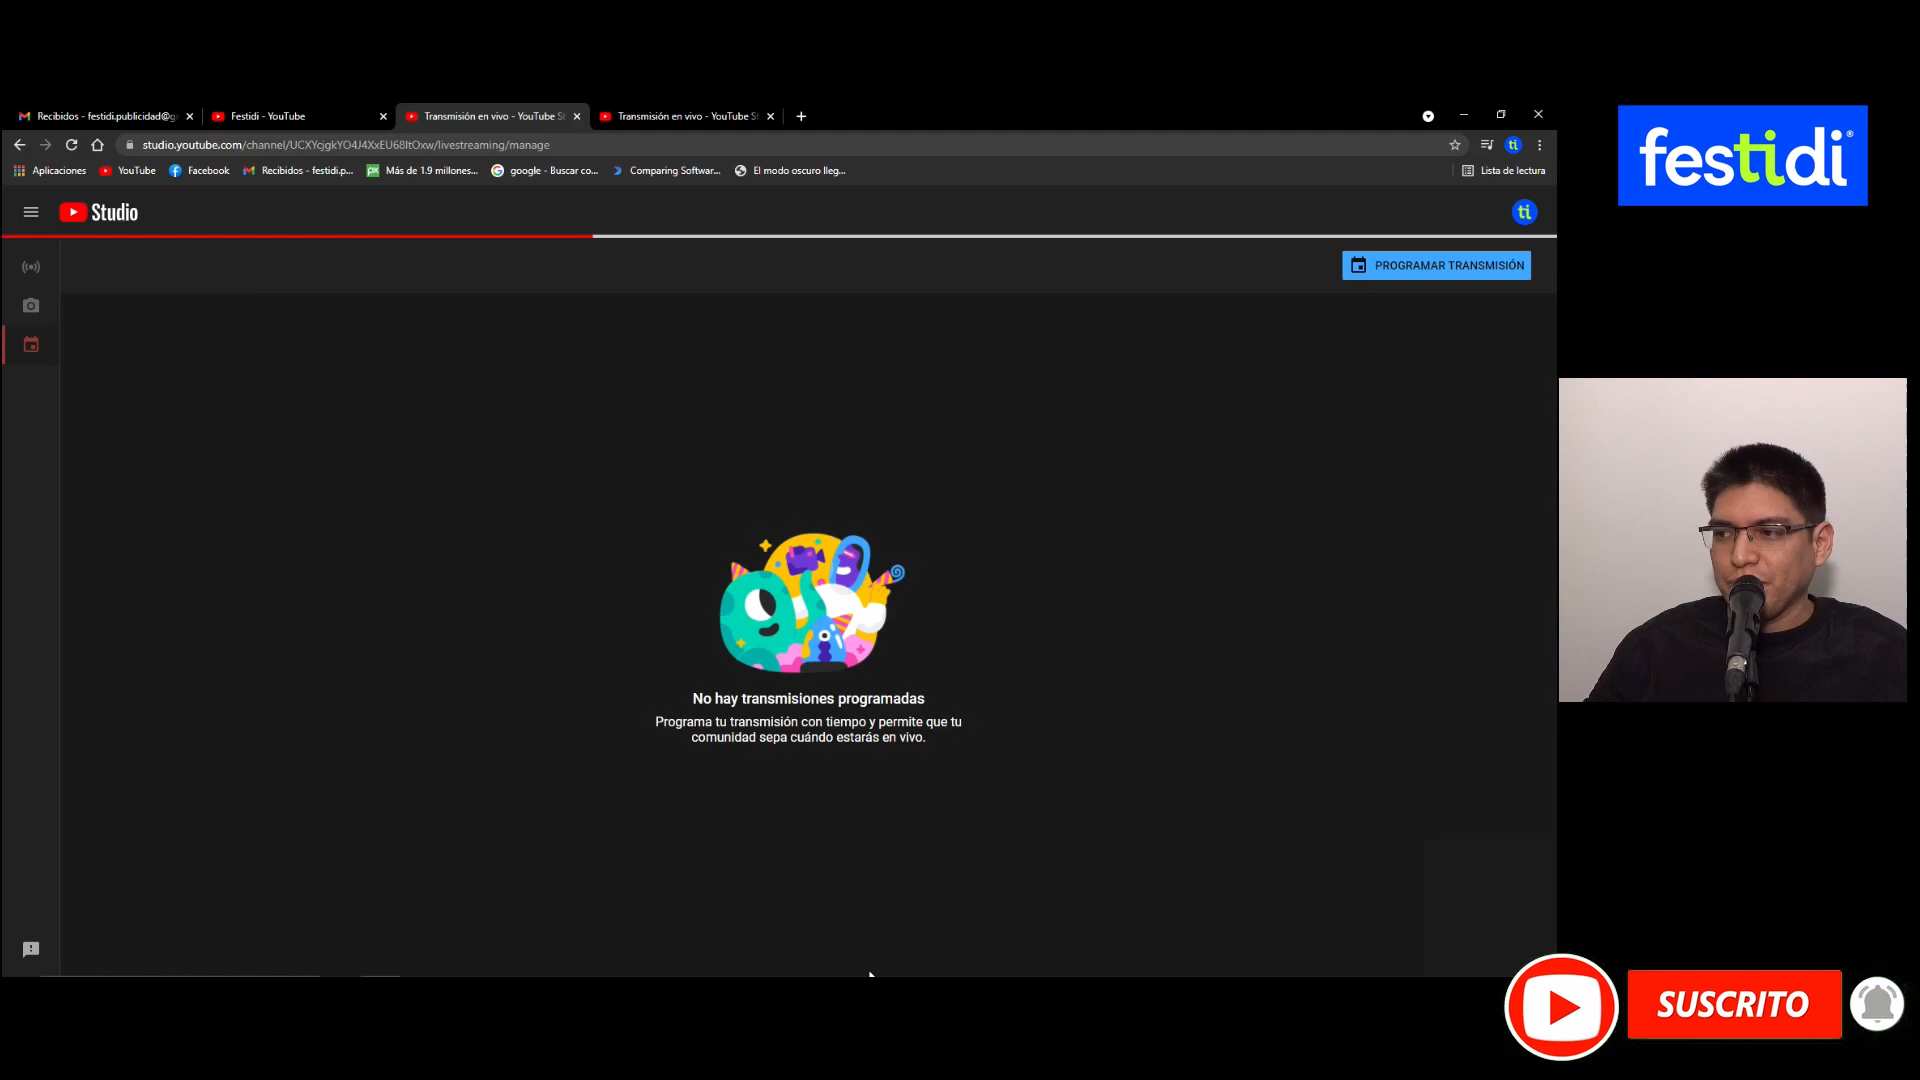 Recibidos - festidi.publicidad@g
Festidi - YouTube
Transmisión en vivo - YouTube St
Transmisión en vivo - YouTube St
studio.youtube.com/channel/UCXYcjgkYO4J4XxEU68ItOxw/livestreaming/manage
ti
Aplicaciones
YouTube
Facebook
Recibidos - festidi.p...
Más de 1.9 millones...
google - Buscar co...
Comparing Softwar...
El modo oscuro lleg...
Lista de lectura
Studio
ti
PROGRAMAR TRANSMISIÓN
No hay transmisiones programadas
Programa tu transmisión con tiempo y permite que tu
comunidad sepa cuándo estarás en vivo.
festidi®
SUSCRITO